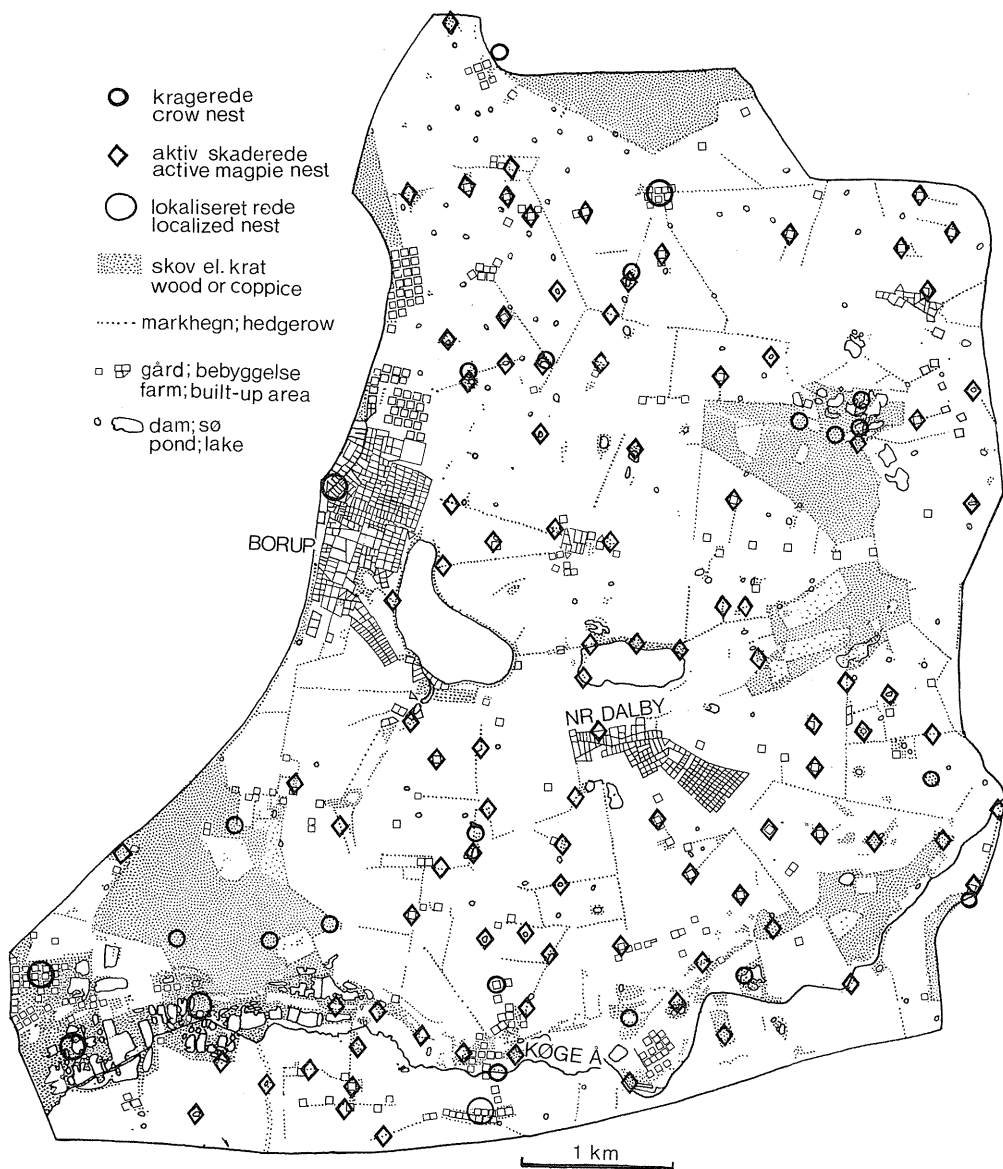 kragerede
crow nest
aktiv skaderede
active magpie nest
lokaliseret rede
localized nest
skov el. krat
wood or coppice
markhegn; hedgerow
gård; bebyggelse
farm; built-up area
dam; sø
pond; lake
BORUP
NR. DALBY
KØGE Å
1 km